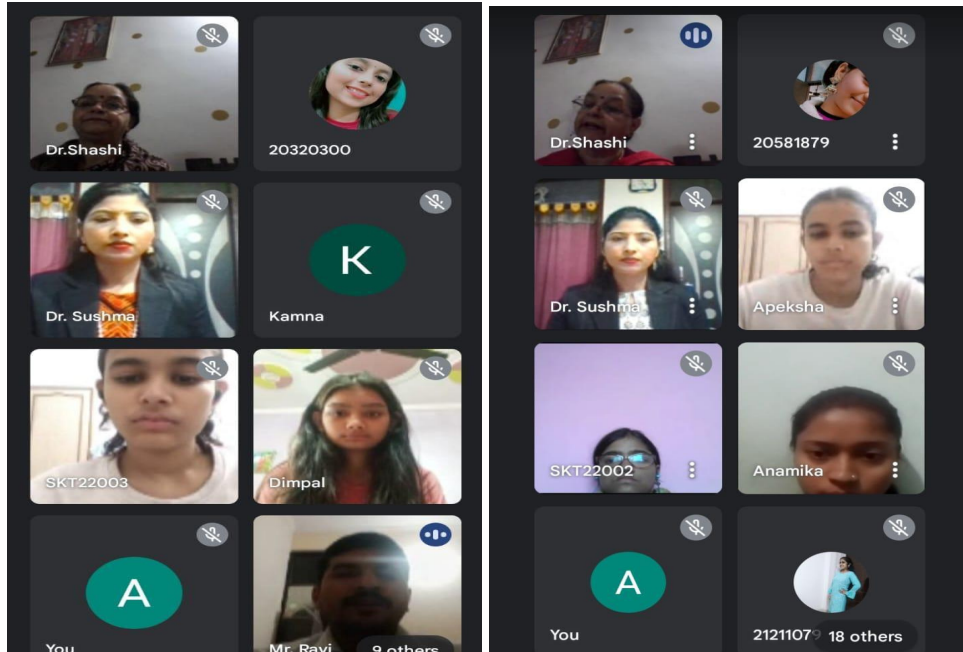 Dr.Shashi
20320300
Dr. Sushma
K
Kamna
SKT22003
Dimpal
A
You
Mr. Ravi
9 others
Dr.Shashi
20581879
Dr. Sushma
Apeksha
SKT22002
Anamika
A
You
2121107
18 others